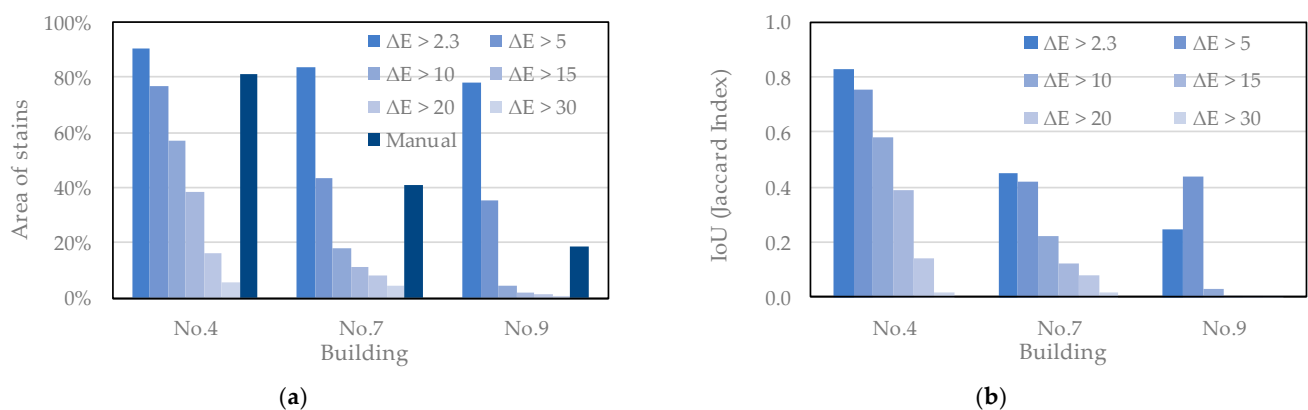 100%
80%
60%
40%
20%
0%
Area of stains
ΔE > 2.3 ΔE > 5
ΔE > 10 ΔE > 15
ΔE > 20 ΔE > 30
Manual
No.4 No.7 No.9
Building
(a)
1.0
0.8
0.6
0.4
0.2
0.0
IoU (Jaccard Index)
ΔE > 2.3 ΔE > 5
ΔE > 10 ΔE > 15
ΔE > 20 ΔE > 30
No.4 No.7 No.9
Building
(b)